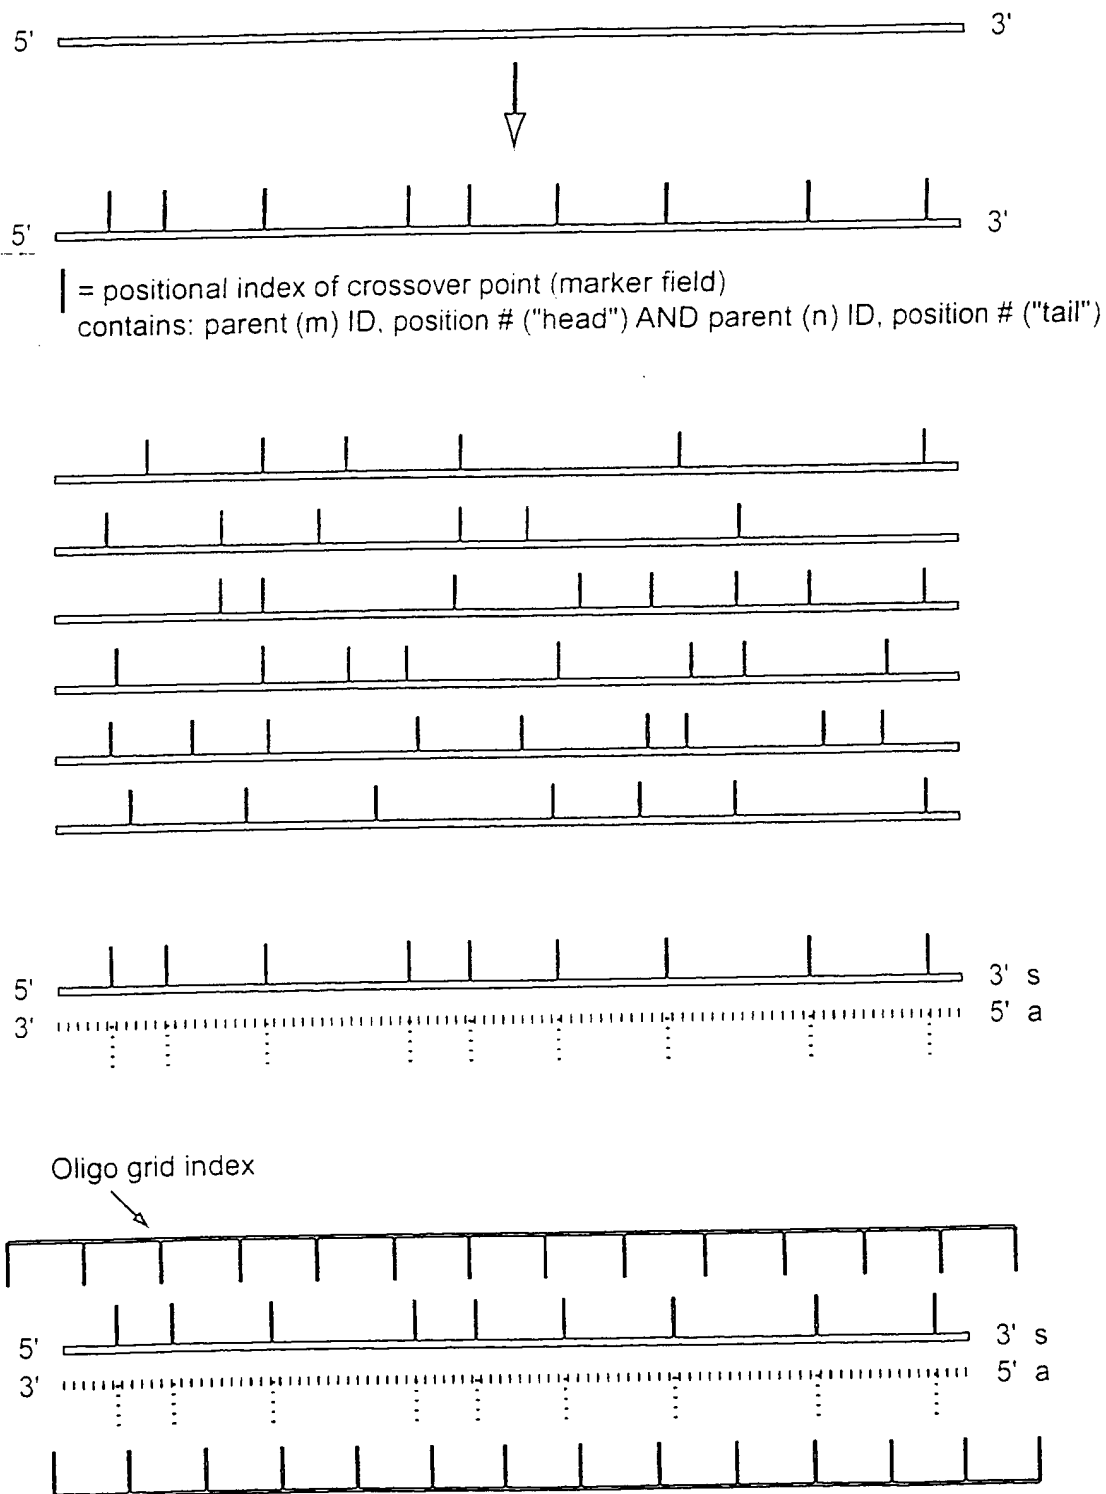 5' 3'
5' 3'
= positional index of crossover point (marker field)
contains: parent (m) ID, position # ("head") AND parent (n) ID, position # ("tail")
5' 3' s
3' 5' a
Oligo grid index
5' 3' s
3' 5' a